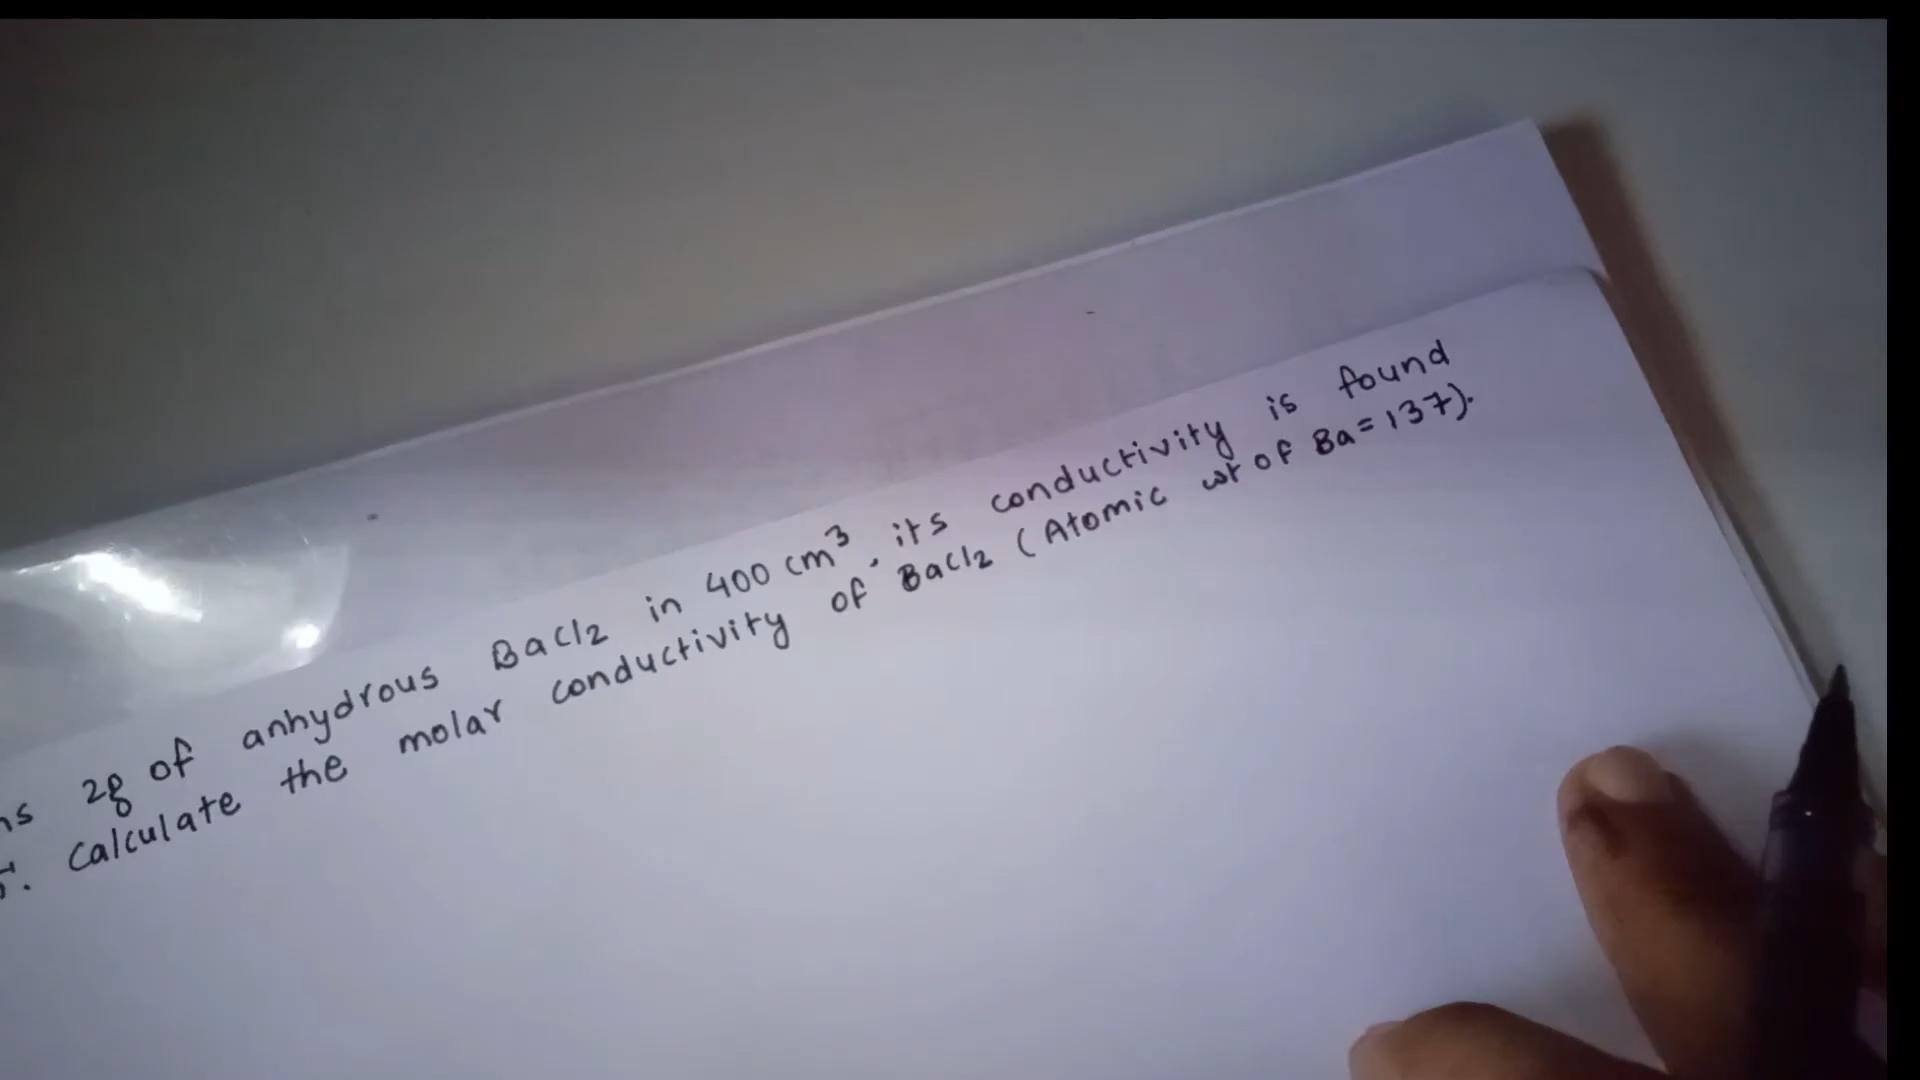 2g of anhydrous BaCl2 in 400 cm³. its conductivity is found
. Calculate the molar conductivity of BaCl2 (Atomic wt of Ba = 137).